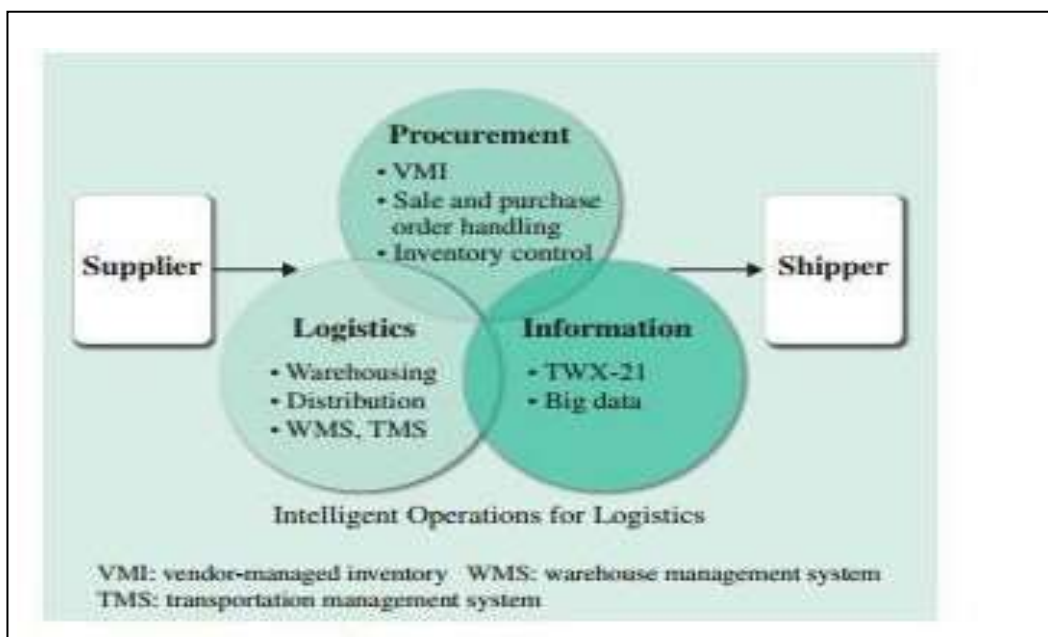 Procurement
• VMI
• Sale and purchase
order handling
• Inventory control
Supplier
Shipper
Logistics
• Warehousing
• Distribution
• WMS, TMS
Information
• TWX-21
• Big data
Intelligent Operations for Logistics
VMI: vendor-managed inventory WMS: warehouse management system
TMS: transportation management system